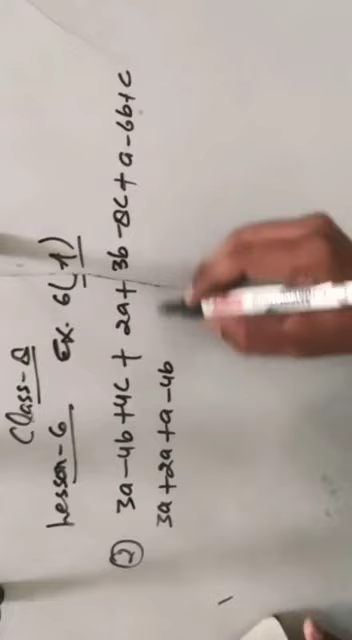 Class-8
Lesson-6 Ex. 6(1)
② 3a-4b+4c + 2a+3b-8c+a-6b+c
3a+2a+a-4b